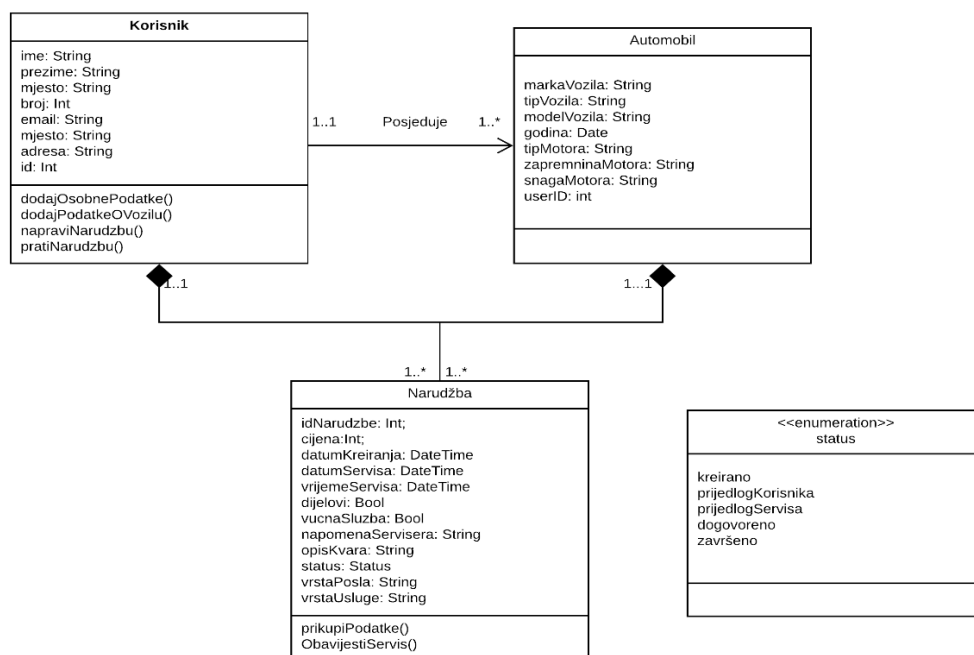 Korisnik
ime: String
prezime: String
mjesto: String
broj: Int
email: String
mjesto: String
adresa: String
id: Int
dodajOsobnePodatke()
dodajPodatkeOVozilu()
napraviNarudzbu()
pratiNarudzbu()
1..1 Posjeduje 1..*
Automobil
markaVozila: String
tipVozila: String
modelVozila: String
godina: Date
tipMotora: String
zapremninaMotora: String
snagaMotora: String
userID: int
1..1
1...1
1..* 1..*
Narudžba
idNarudzbe: Int;
cijena:Int;
datumKreiranja: DateTime
datumServisa: DateTime
vrijemeServisa: DateTime
dijelovi: Bool
vucnaSluzba: Bool
napomenaServisera: String
opisKvara: String
status: Status
vrstaPosla: String
vrstaUsluge: String
prikupiPodatke()
ObavijestiServis()
<<enumeration>>
status
kreirano
prijedlogKorisnika
prijedlogServisa
dogovoreno
završeno